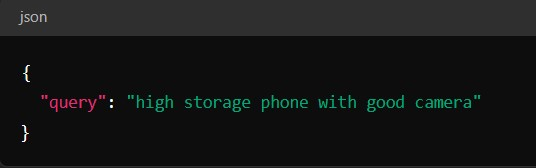 json
{
"query": "high storage phone with good camera"
}